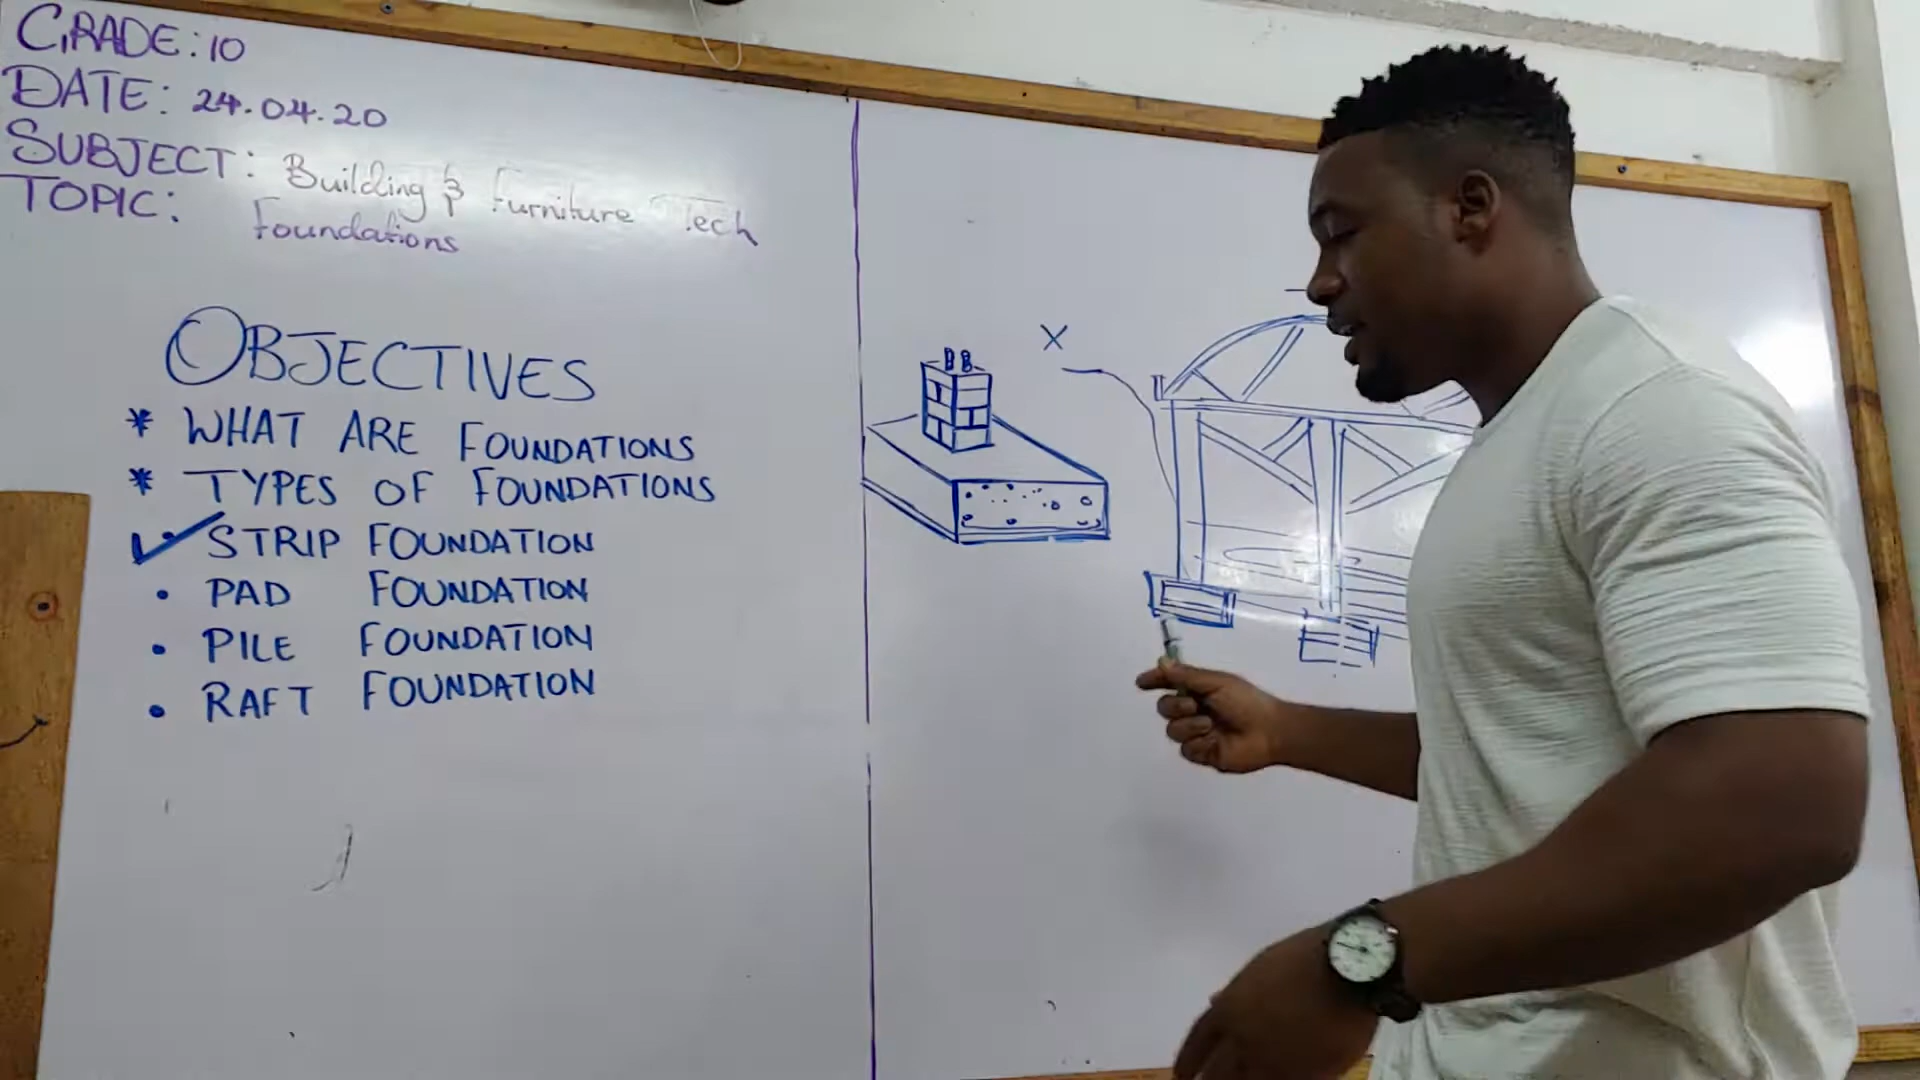 GRADE: 10
DATE: 24.04.20
SUBJECT: Building & Furniture Tech
TOPIC: Foundations
OBJECTIVES
* WHAT ARE FOUNDATIONS
* TYPES OF FOUNDATIONS
✓ STRIP FOUNDATION
• PAD FOUNDATION
• PILE FOUNDATION
• RAFT FOUNDATION
X